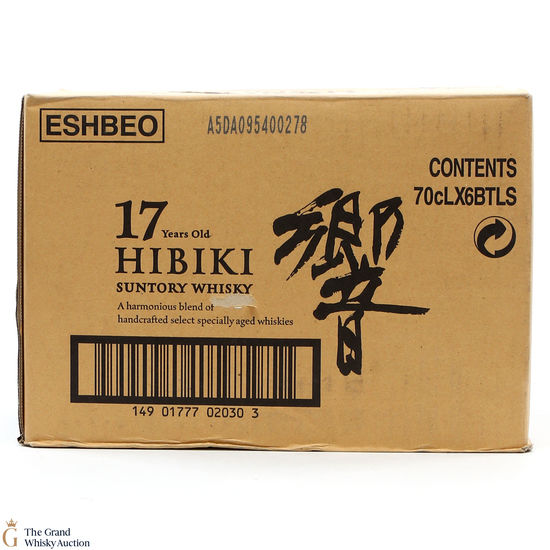 ESHBEO
A5DA095400278
CONTENTS
70cLX6BTLS
17 Years Old
HIBIKI
SUNTORY WHISKY
A harmonious blend of
handcrafted select specially aged whiskies
響
149 01777 02030 3
G
The Grand
Whisky Auction